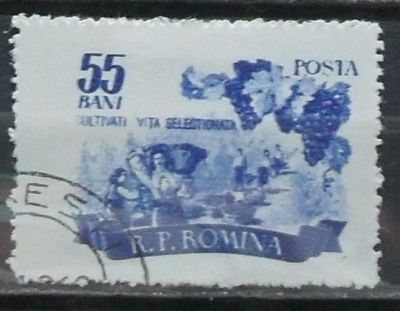 55
BANI
POSTA
CULTIVATI VITA SELECTIONATA
R.P. ROMINA